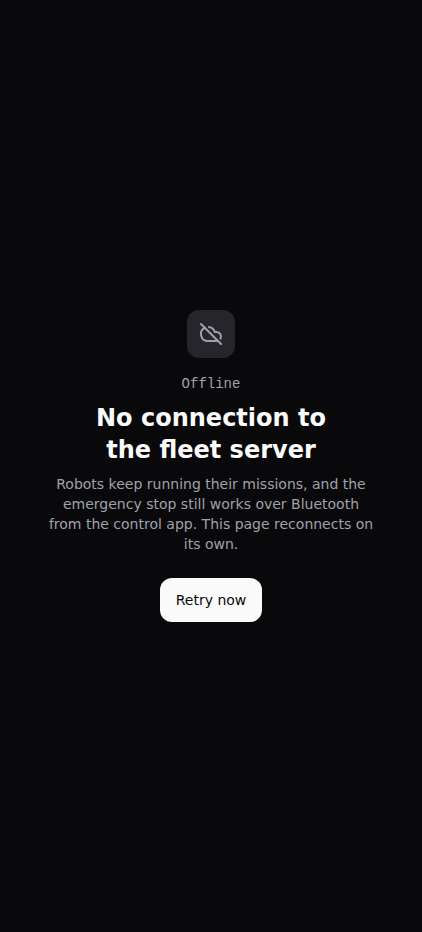 Offline
No connection to
the fleet server
Robots keep running their missions, and the
emergency stop still works over Bluetooth
from the control app. This page reconnects on
its own.
Retry now